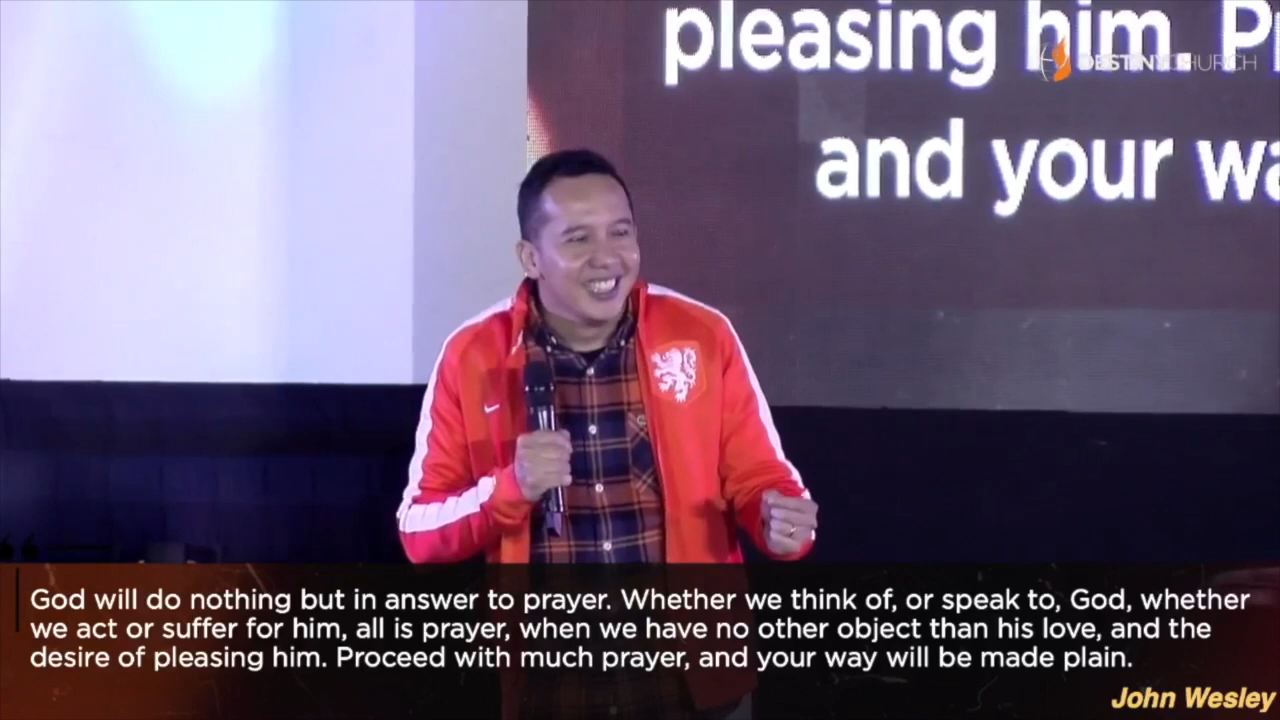 pleasing him. P
DESTINYCHURCH
and your wa
God will do nothing but in answer to prayer. Whether we think of, or speak to, God, whether
we act or suffer for him, all is prayer, when we have no other object than his love, and the
desire of pleasing him. Proceed with much prayer, and your way will be made plain.
John Wesley